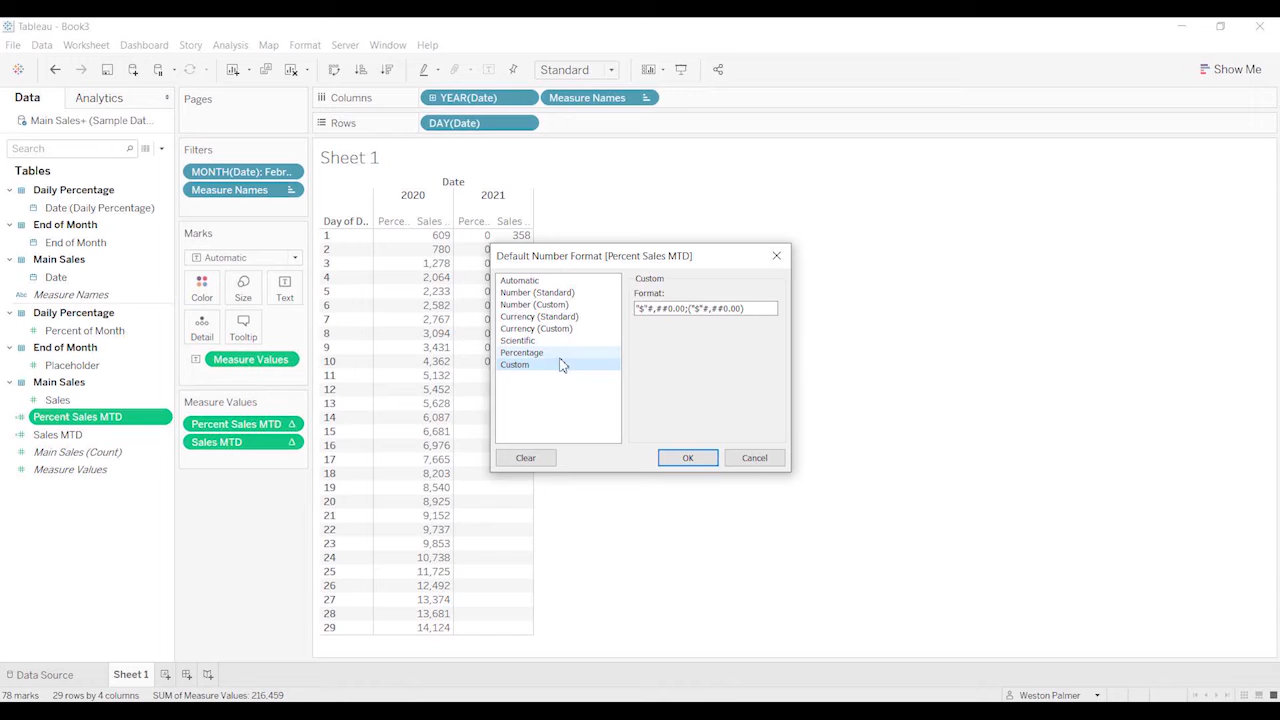 Tableau - Book3
File Data Worksheet Dashboard Story Analysis Map Format Server Window Help
Standard
Show Me
Data Analytics
Main Sales+ (Sample Dat...
Search
Tables
Daily Percentage
Date (Daily Percentage)
End of Month
End of Month
Main Sales
Date
Abc Measure Names
Daily Percentage
Percent of Month
End of Month
Placeholder
Main Sales
Sales
Percent Sales MTD
Sales MTD
Main Sales (Count)
Measure Values
Pages
Filters
MONTH(Date): Febr..
Measure Names
Marks
Automatic
Color Size Text
Detail Tooltip
Measure Values
Measure Values
Percent Sales MTD
Sales MTD
Columns YEAR(Date) Measure Names
Rows DAY(Date)
Sheet 1
Date
2020 2021
Day of D.. Perce.. Sales .. Perce.. Sales ..
1 609 0 358
2 780 0
3 1,278 0
4 2,064 0
5 2,233 0
6 2,582 0
7 2,767 0
8 3,094 0
9 3,431 0
10 4,362 0
11 5,132
12 5,452
13 5,628
14 6,087
15 6,681
16 6,976
17 7,665
18 8,203
19 8,540
20 8,925
21 9,152
22 9,737
23 9,853
24 10,738
25 11,725
26 12,492
27 13,374
28 13,681
29 14,124
Default Number Format [Percent Sales MTD]
Automatic
Number (Standard)
Number (Custom)
Currency (Standard)
Currency (Custom)
Scientific
Percentage
Custom
Custom
Format:
"$"#,##0.00;("$"#,##0.00)
Clear OK Cancel
Data Source Sheet 1
78 marks 29 rows by 4 columns SUM of Measure Values: 216,459 Weston Palmer